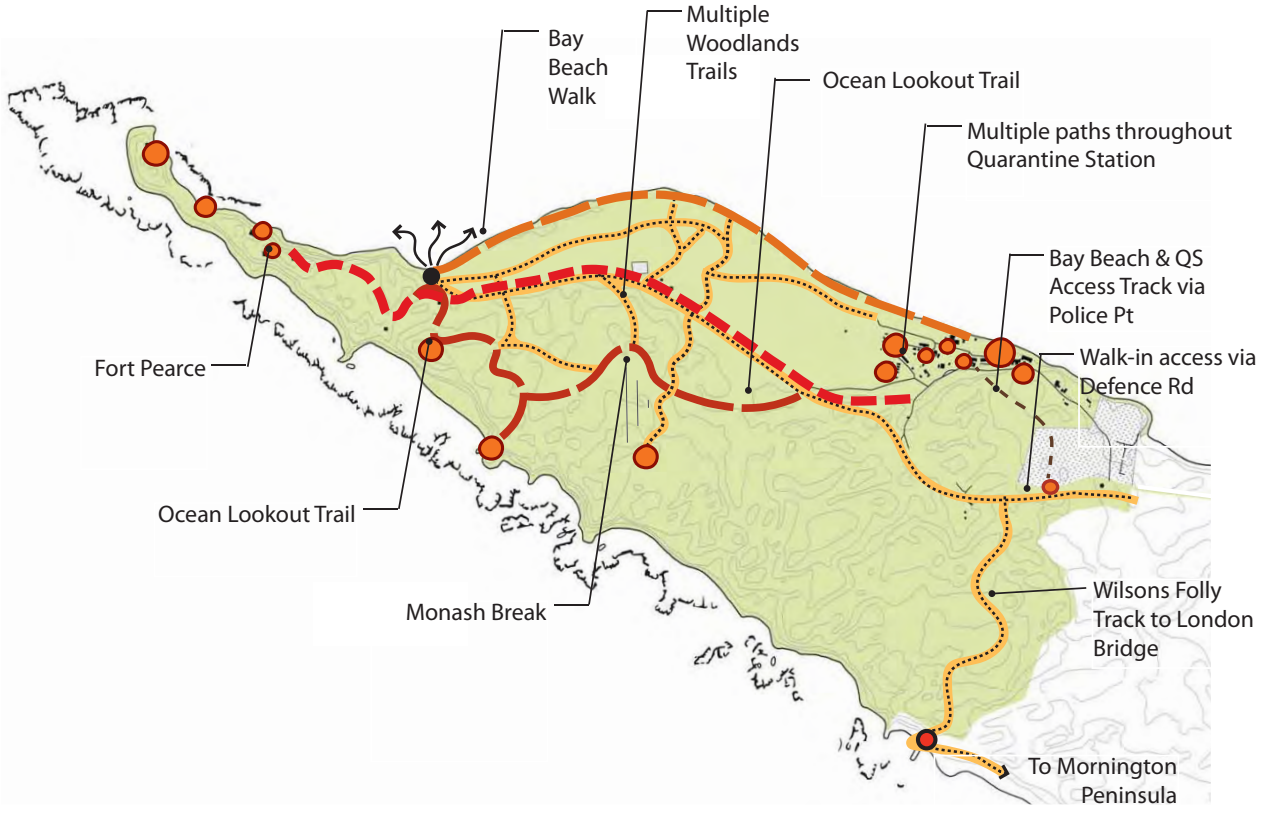 Multiple
Woodlands
Trails
Bay
Beach
Walk
Ocean Lookout Trail
Multiple paths throughout
Quarantine Station
Bay Beach & QS
Access Track via
Police Pt
Walk-in access via
Defence Rd
Fort Pearce
Ocean Lookout Trail
Monash Break
Wilsons Folly
Track to London
Bridge
To Mornington
Peninsula